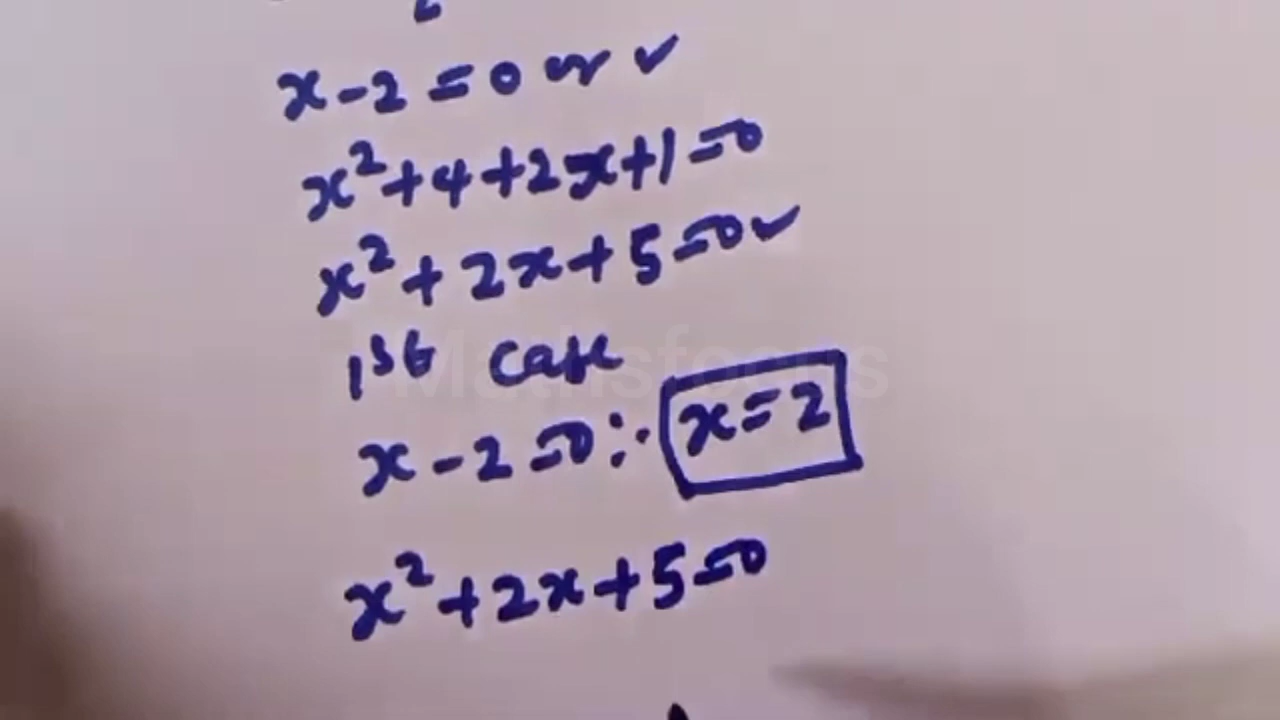 x-2=0 or ✓
x²+4+2x+1=0
x²+2x+5=0✓
1st case
Mathsfocus
x-2=0∴ x=2
x²+2x+5=0